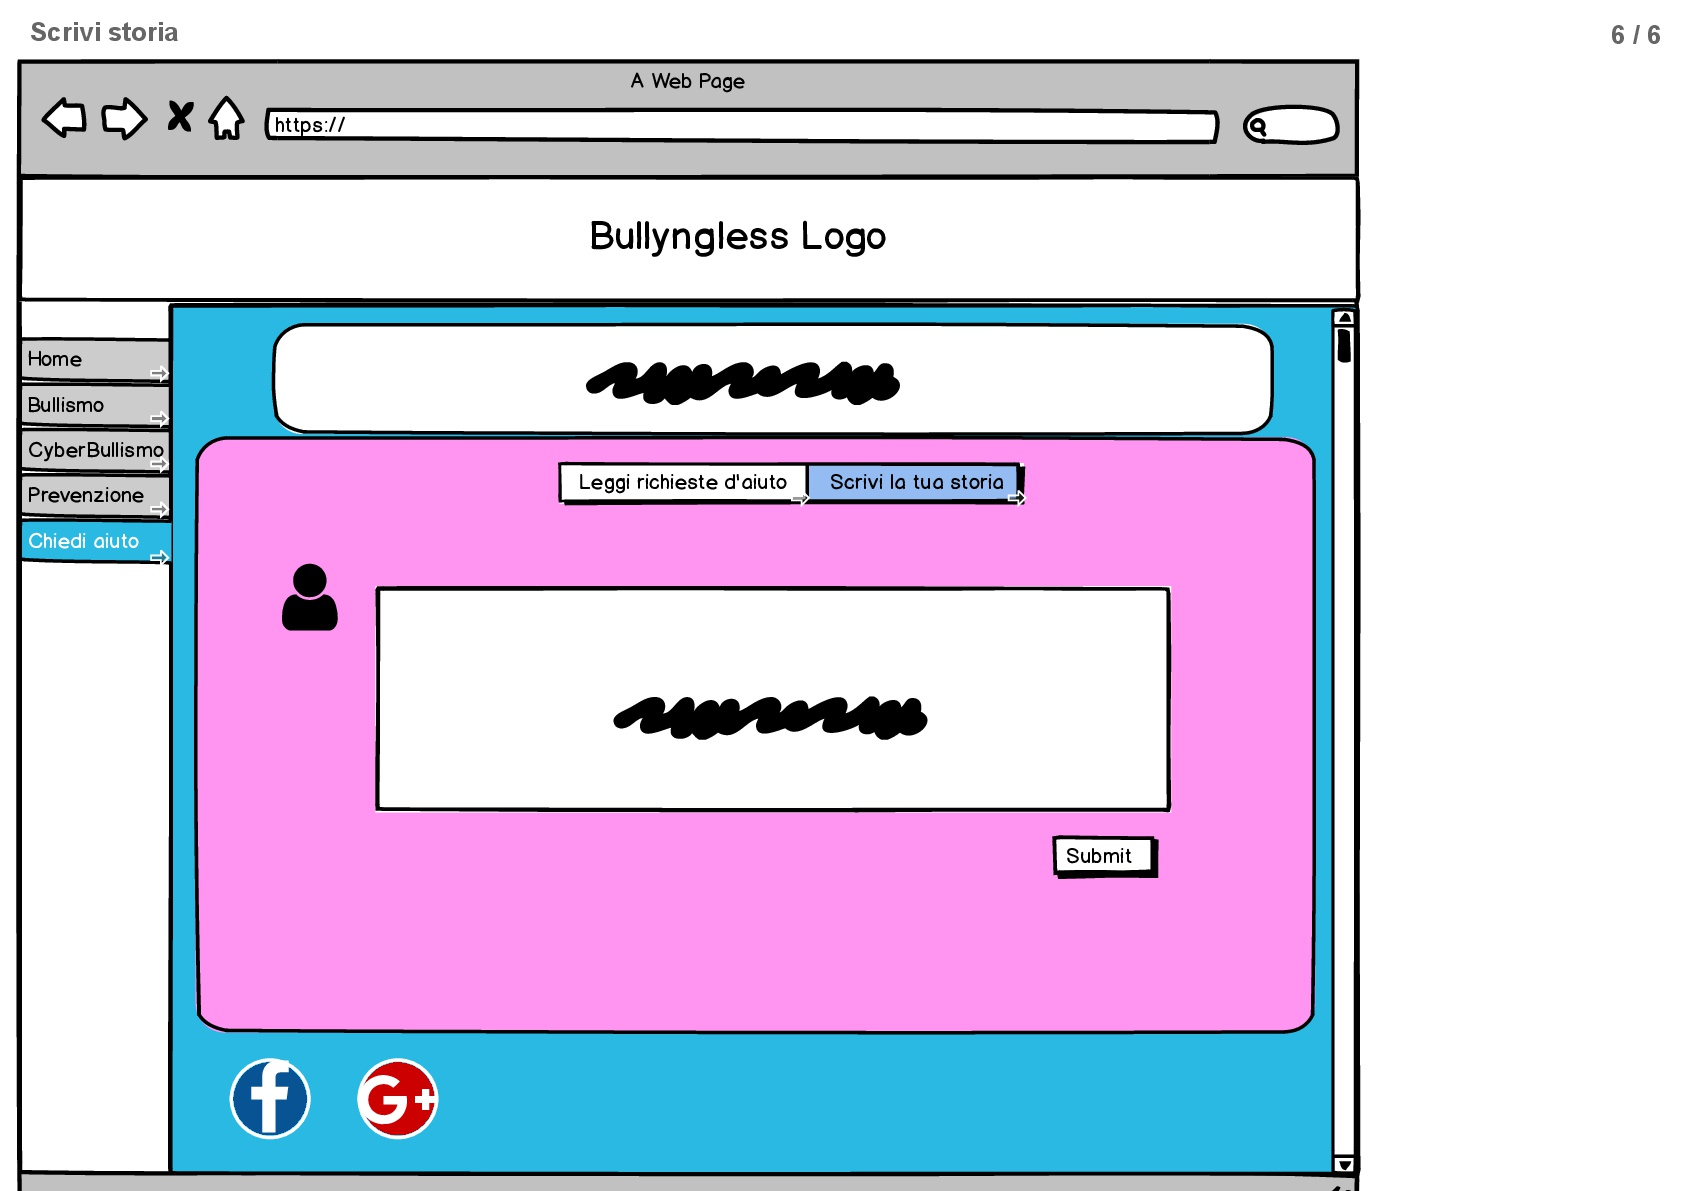 Scrivi storia
6 / 6
A Web Page
https://
Bullyngless Logo
Home
Bullismo
CyberBullismo
Prevenzione
Chiedi aiuto
Leggi richieste d'aiuto
Scrivi la tua storia
Submit
f
G+